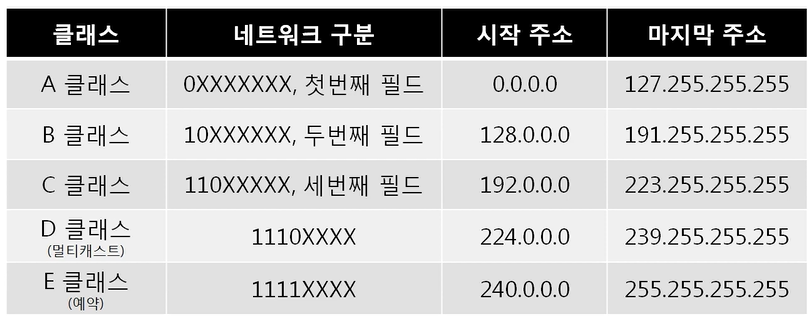 클래스 네트워크 구분 시작 주소 마지막 주소
A 클래스 0XXXXXXX, 첫번째 필드 0.0.0.0 127.255.255.255
B 클래스 10XXXXXX, 두번째 필드 128.0.0.0 191.255.255.255
C 클래스 110XXXXX, 세번째 필드 192.0.0.0 223.255.255.255
D 클래스 1110XXXX 224.0.0.0 239.255.255.255
(멀티캐스트)
E 클래스 1111XXXX 240.0.0.0 255.255.255.255
(예약)